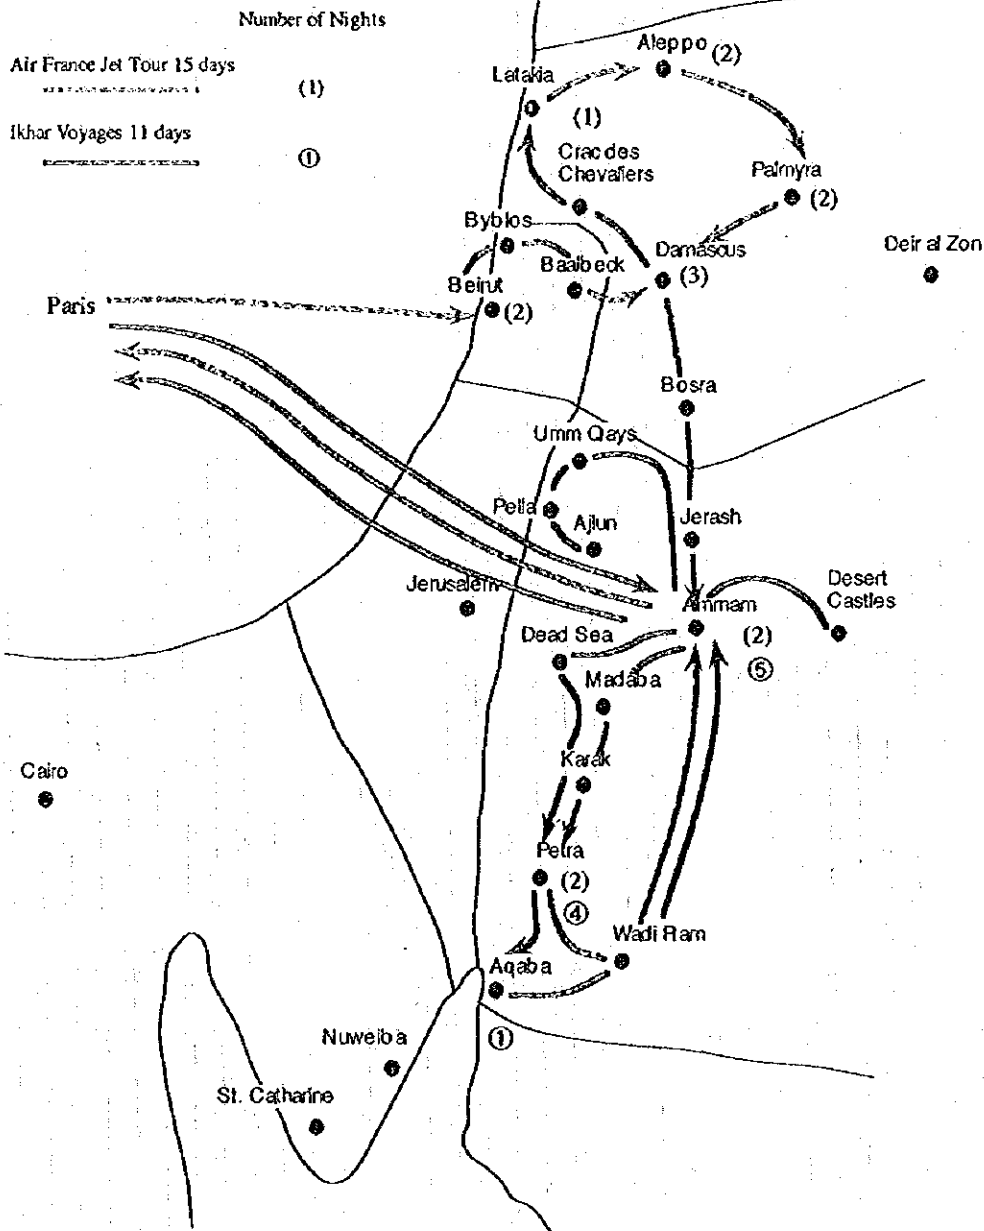 Number of Nights
Air France Jet Tour 15 days
(1)
Ikhar Voyages 11 days
①
Aleppo (2)
Latakia
(1)
Crac des
Chevaliers
Palmyra
(2)
Byblos
Damascus
Deir al Zon
Baalbeck
(3)
Beirut
Paris
(2)
Bosra
Umm Qays
Pella
Ajlun
Jerash
Jerusalem
Desert
Castles
Ammam
Dead Sea
(2)
⑤
Madaba
Karak
Cairo
Petra
(2)
④
Wadi Ram
Aqaba
①
Nuweiba
St. Catharine